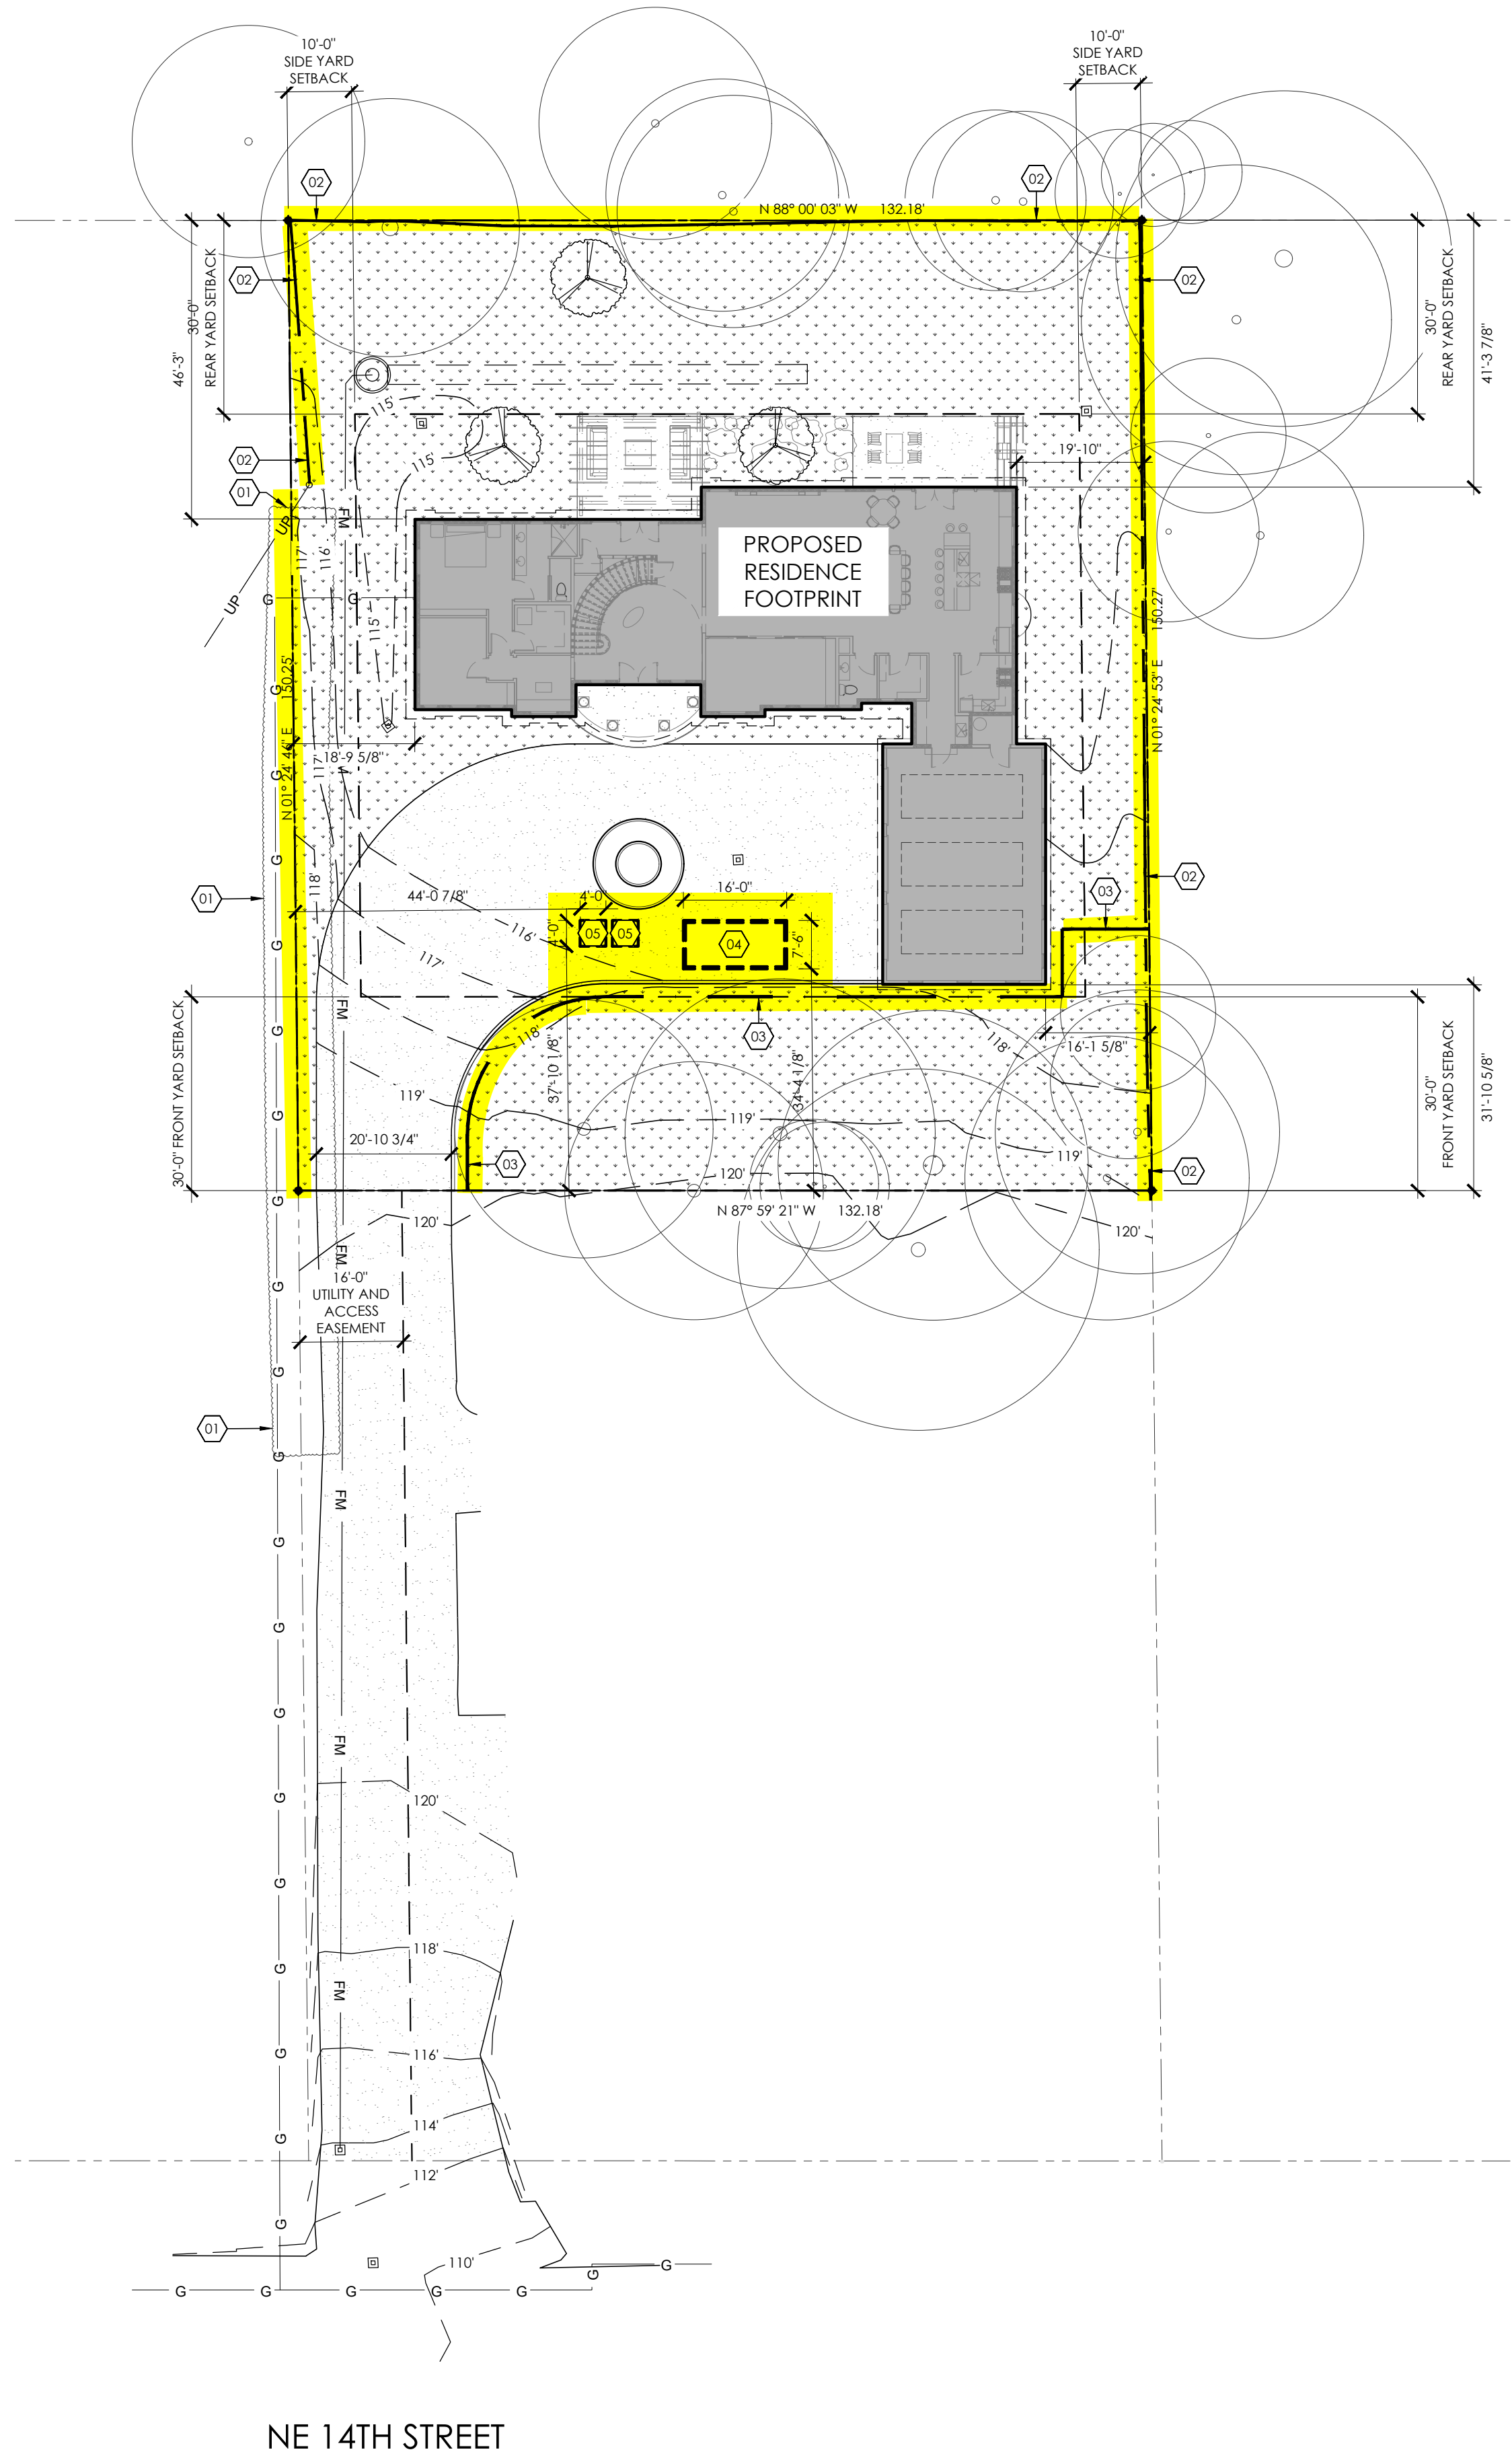 10'-0"
SIDE YARD
SETBACK
10'-0"
SIDE YARD
SETBACK
02
02
N 88° 00' 03" W 132.18'
02
02
30'-0"
REAR YARD SETBACK
46'-3"
30'-0"
REAR YARD SETBACK
41'-3 7/8"
115'
115'
02
01
19'-10"
UP
UP
FM
117'
116'
G
G
115'
PROPOSED
RESIDENCE
FOOTPRINT
N 01° 24' 46" E 150.25'
N 01° 24' 53" E 150.27'
G
G
18'-9 5/8"
117'
G
118'
01
02
03
44'-0 7/8"
4'-0"
16'-0"
4'-0"
05
05
04
7'-6"
116'
117'
G
FM
30'-0" FRONT YARD SETBACK
G
118'
03
118'
16'-1 5/8"
37'-10 1/8"
34'-4 1/8"
30'-0"
FRONT YARD SETBACK
31'-10 5/8"
119'
119'
G
20'-10 3/4"
03
119'
02
120'
G
N 87° 59' 21" W 132.18'
120'
120'
FM
16'-0"
UTILITY AND
ACCESS
EASEMENT
G
G
01
G
FM
G
G
G
FM
120'
G
G
118'
G
FM
116'
G
114'
G
112'
G
110'
G
G
G
G
G
G
G
NE 14TH STREET